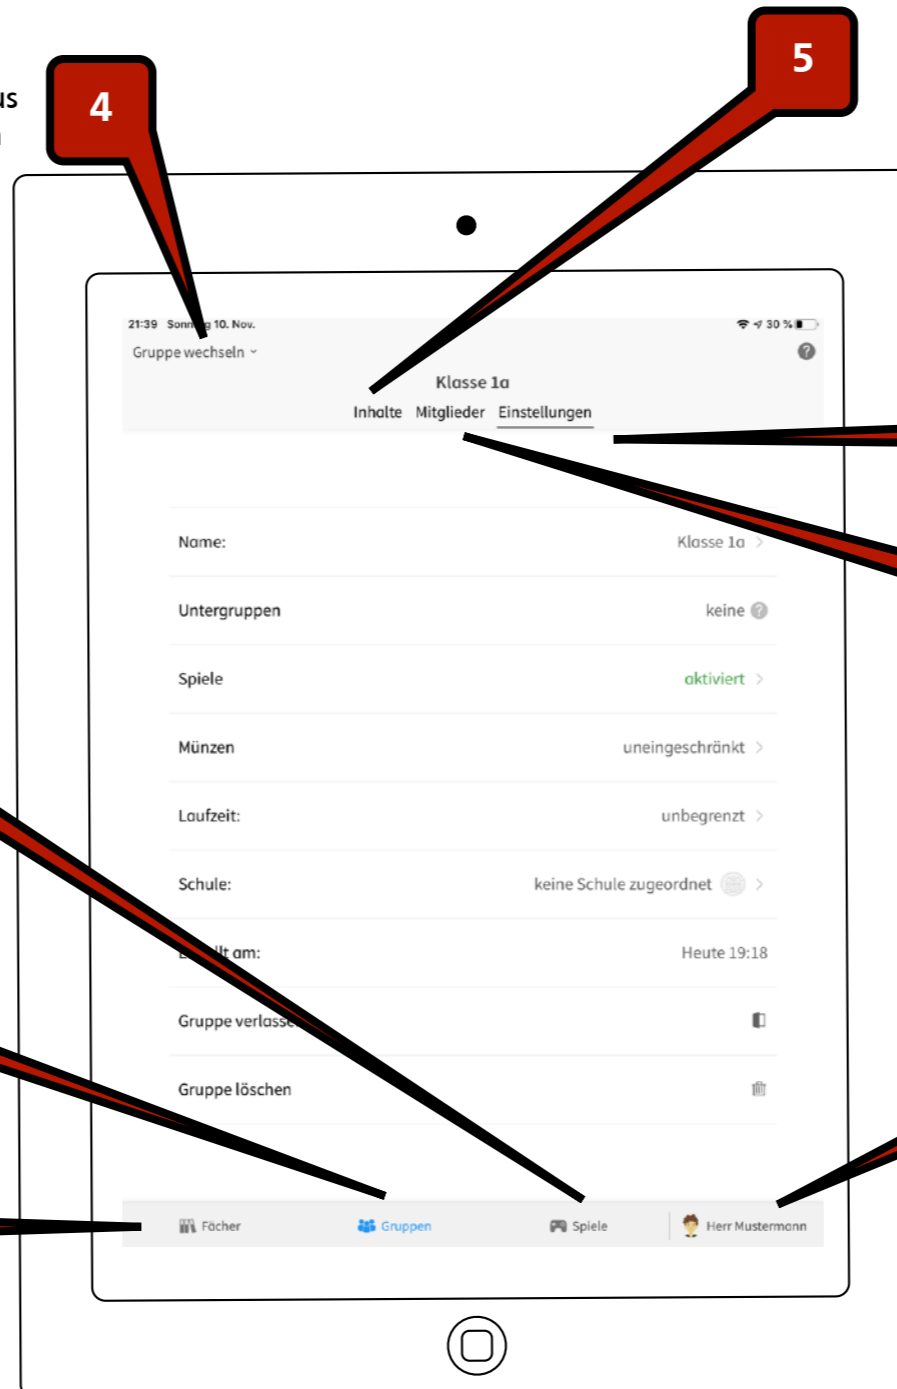 5
4
21:39 10. Nov.
30 %
Gruppe wechseln
?
Klasse 1a
Inhalte Mitglieder Einstellungen
Name: Klasse 1a
Untergruppen keine ?
Spiele aktiviert
Münzen uneingeschränkt
Laufzeit: unbegrenzt
Schule: keine Schule zugeordnet
am: Heute 19:18
Gruppe
Gruppe löschen
Fächer Gruppen Spiele Herr Mustermann